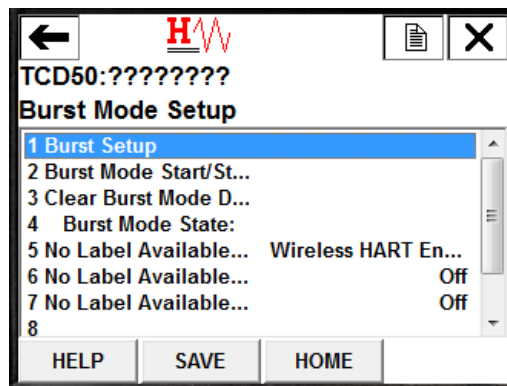 H
TCD50:????????
Burst Mode Setup
1 Burst Setup
2 Burst Mode Start/St...
3 Clear Burst Mode D...
4 Burst Mode State:
5 No Label Available... Wireless HART En...
6 No Label Available... Off
7 No Label Available... Off
8
HELP SAVE HOME